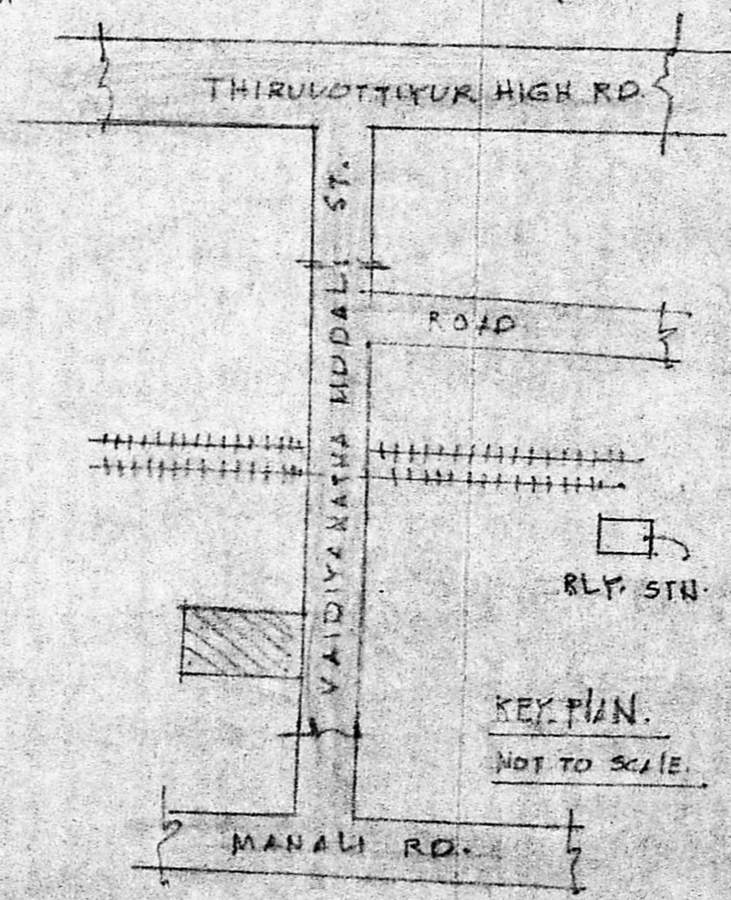 THIRUVOTTIYUR HIGH RD.
VAIDIYANATHA MUDALI ST.
ROAD
RLY. STN.
KEY PLAN.
NOT TO SCALE.
MANALI RD.